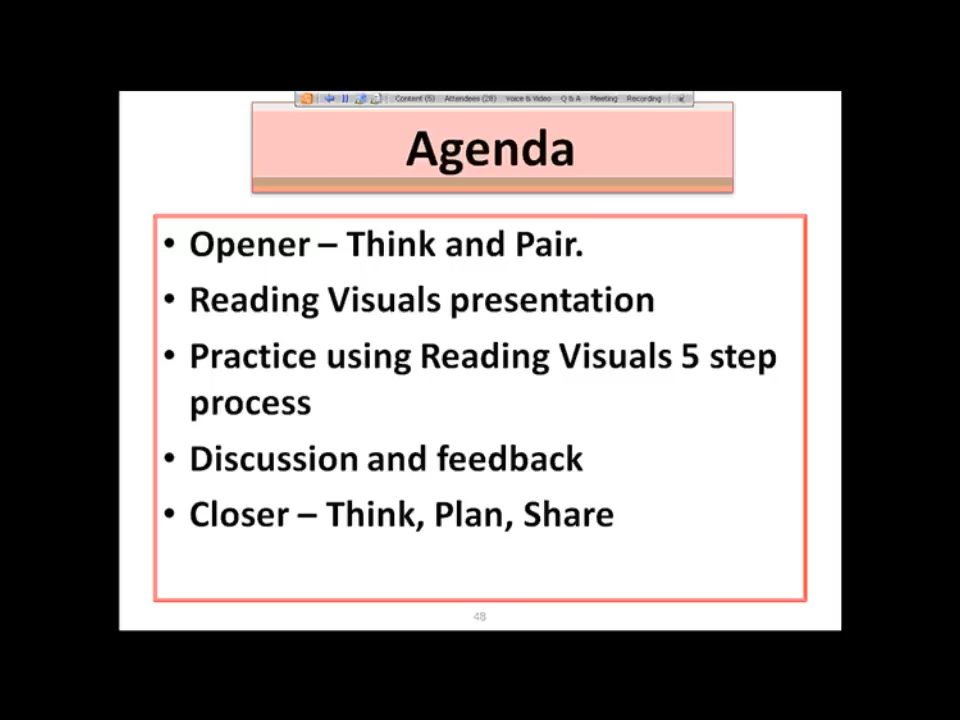 Content (5) Attendees (28) Voice & Video Q & A Meeting Recording
Agenda
• Opener – Think and Pair.
• Reading Visuals presentation
• Practice using Reading Visuals 5 step
process
• Discussion and feedback
• Closer – Think, Plan, Share
48